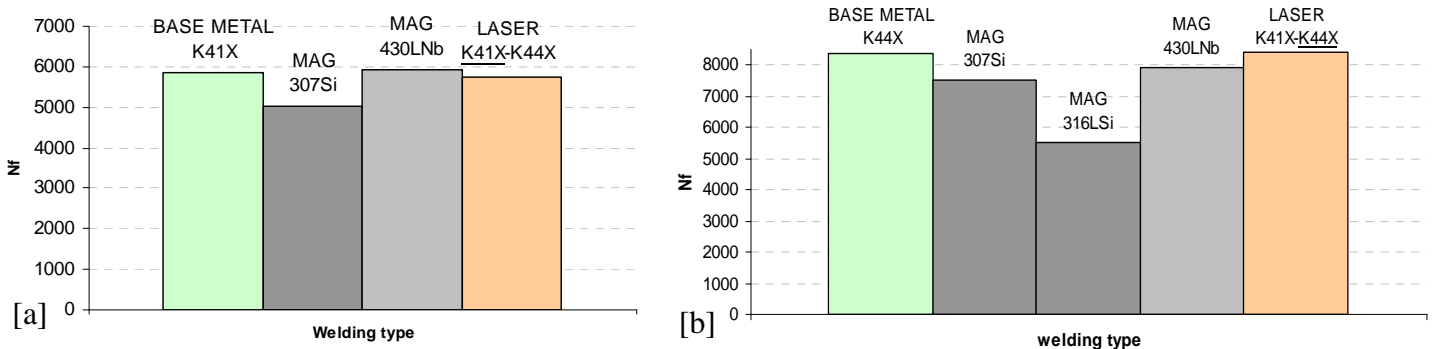 7000
6000
5000
4000
3000
2000
1000
0
Nf
BASE METAL
K41X
MAG
307Si
MAG
430LNb
LASER
K41X-K44X
Welding type
[a]
8000
7000
6000
5000
4000
3000
2000
1000
0
Nf
BASE METAL
K44X
MAG
307Si
MAG
316LSi
MAG
430LNb
LASER
K41X-K44X
welding type
[b]